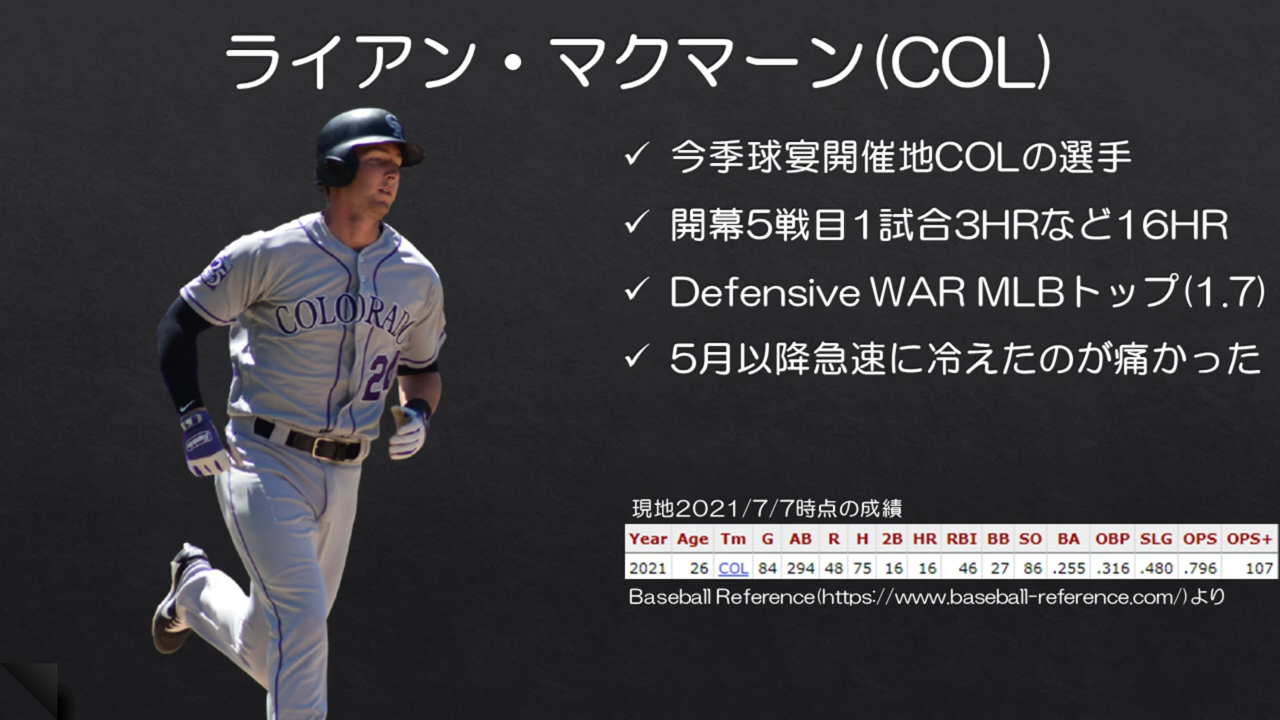 ライアン・マクマーン(COL)
✓ 今季球宴開催地COLの選手
✓ 開幕5戦目1試合3HRなど16HR
✓ Defensive WAR MLBトップ(1.7)
✓ 5月以降急速に冷えたのが痛かった
25
COLORADO
24
現地2021/7/7時点の成績
Year Age Tm G AB R H 2B HR RBI BB SO BA OBP SLG OPS OPS+
2021 26 COL 84 294 48 75 16 16 46 27 86 .255 .316 .480 .796 107
Baseball Reference(https://www.baseball-reference.com/)より